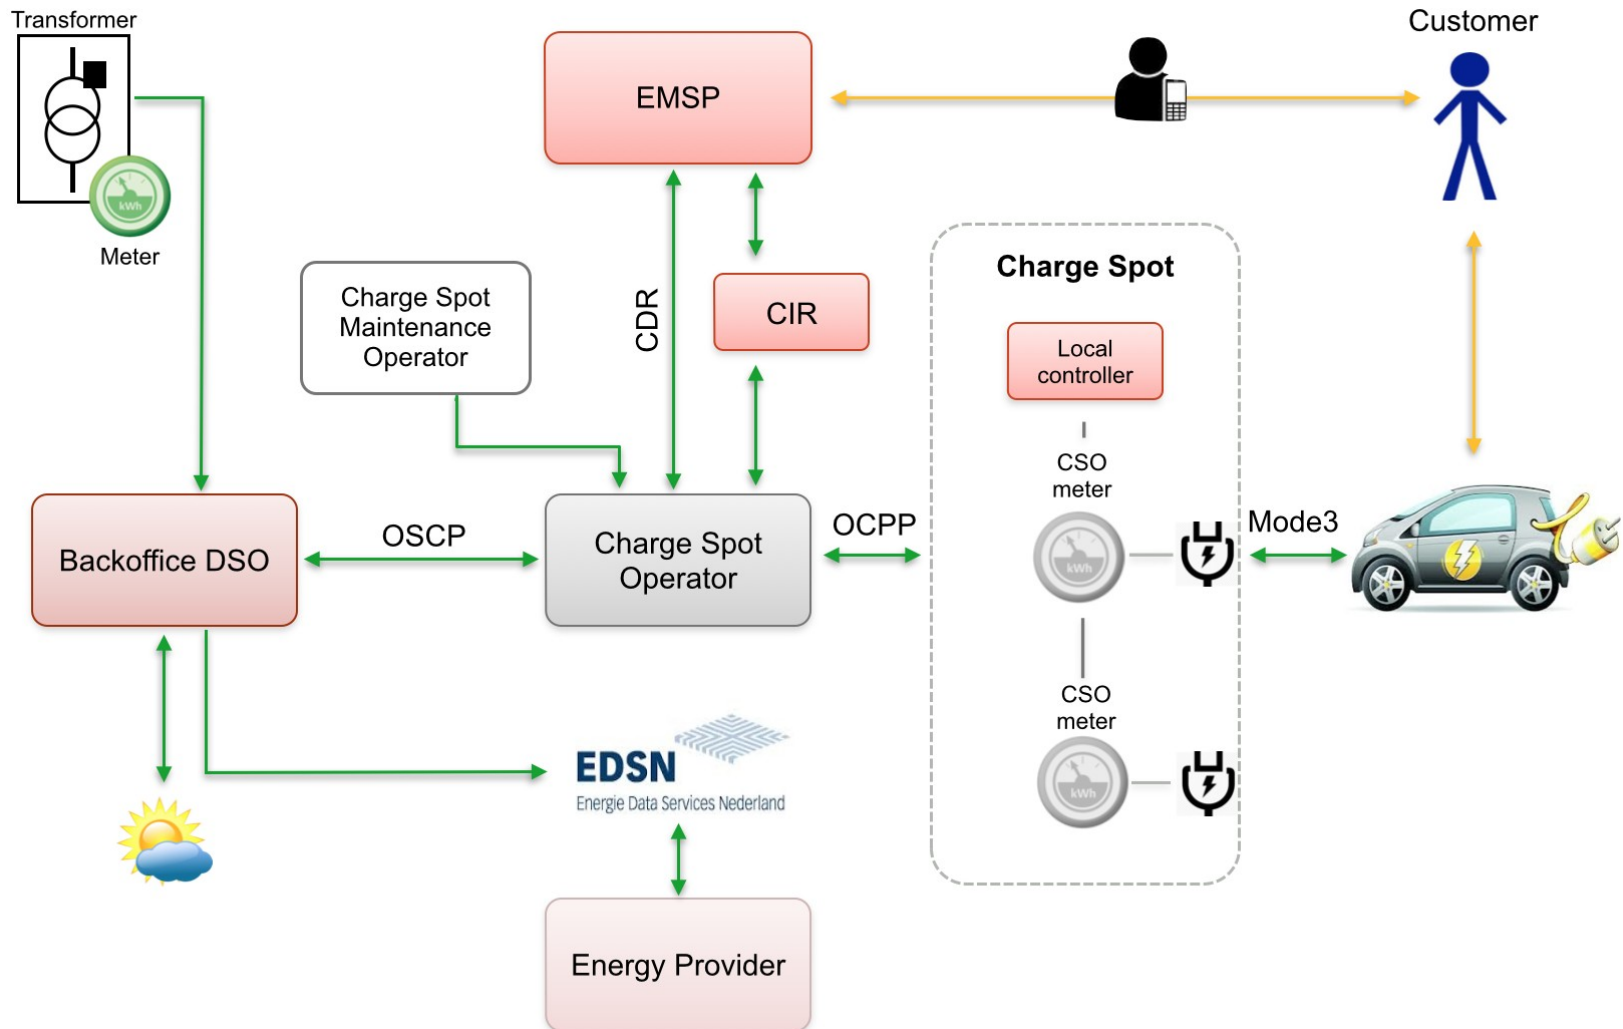 Transformer
Customer
EMSP
kWh
Meter
Charge Spot
Maintenance
Operator
CDR
CIR
Charge Spot
Local
controller
CSO
meter
kWh
Backoffice DSO
OSCP
Charge Spot
Operator
OCPP
Mode3
CSO
meter
kWh
EDSN
Energie Data Services Nederland
Energy Provider